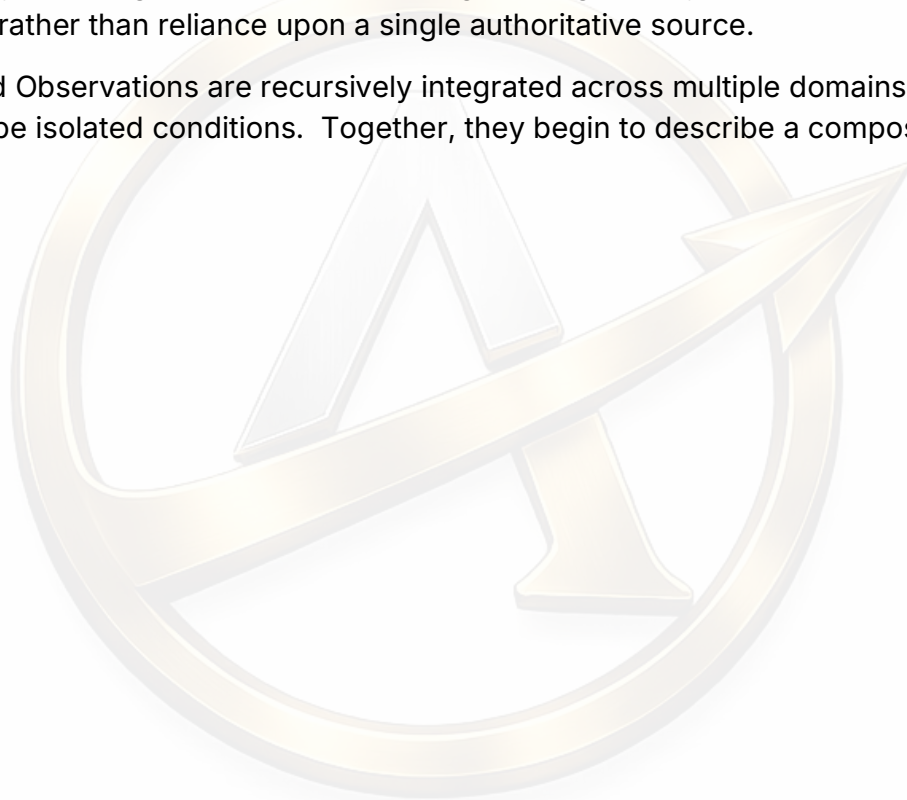 rather than reliance upon a single authoritative source.
Observations are recursively integrated across multiple domains
be isolated conditions.  Together, they begin to describe a